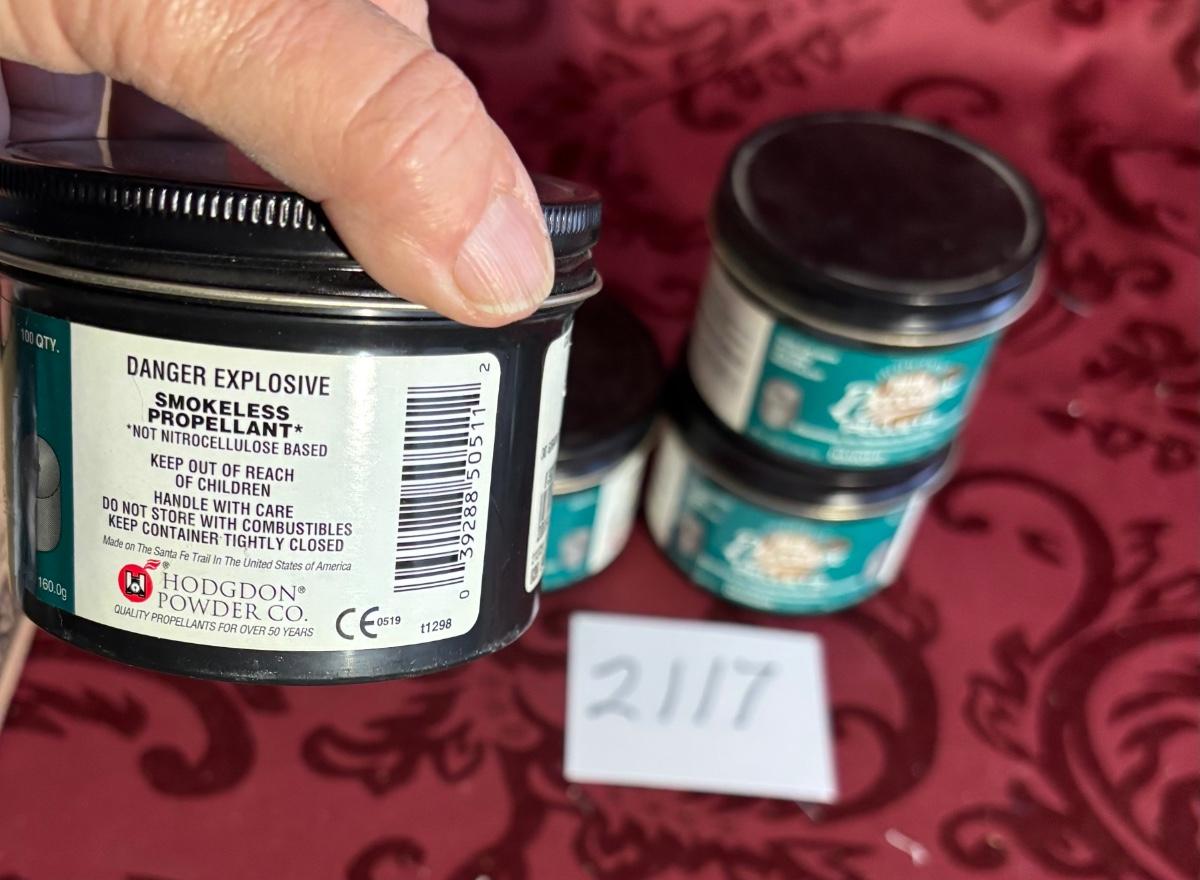 100 QTY.
160.0g
DANGER EXPLOSIVE
SMOKELESS
PROPELLANT*
*NOT NITROCELLULOSE BASED
KEEP OUT OF REACH
OF CHILDREN
HANDLE WITH CARE
DO NOT STORE WITH COMBUSTIBLES
KEEP CONTAINER TIGHTLY CLOSED
Made on The Santa Fe Trail In The United States of America
HODGDON®
POWDER CO.
QUALITY PROPELLANTS FOR OVER 50 YEARS
CE 0519
t1298
0 39288 50511 2
2117